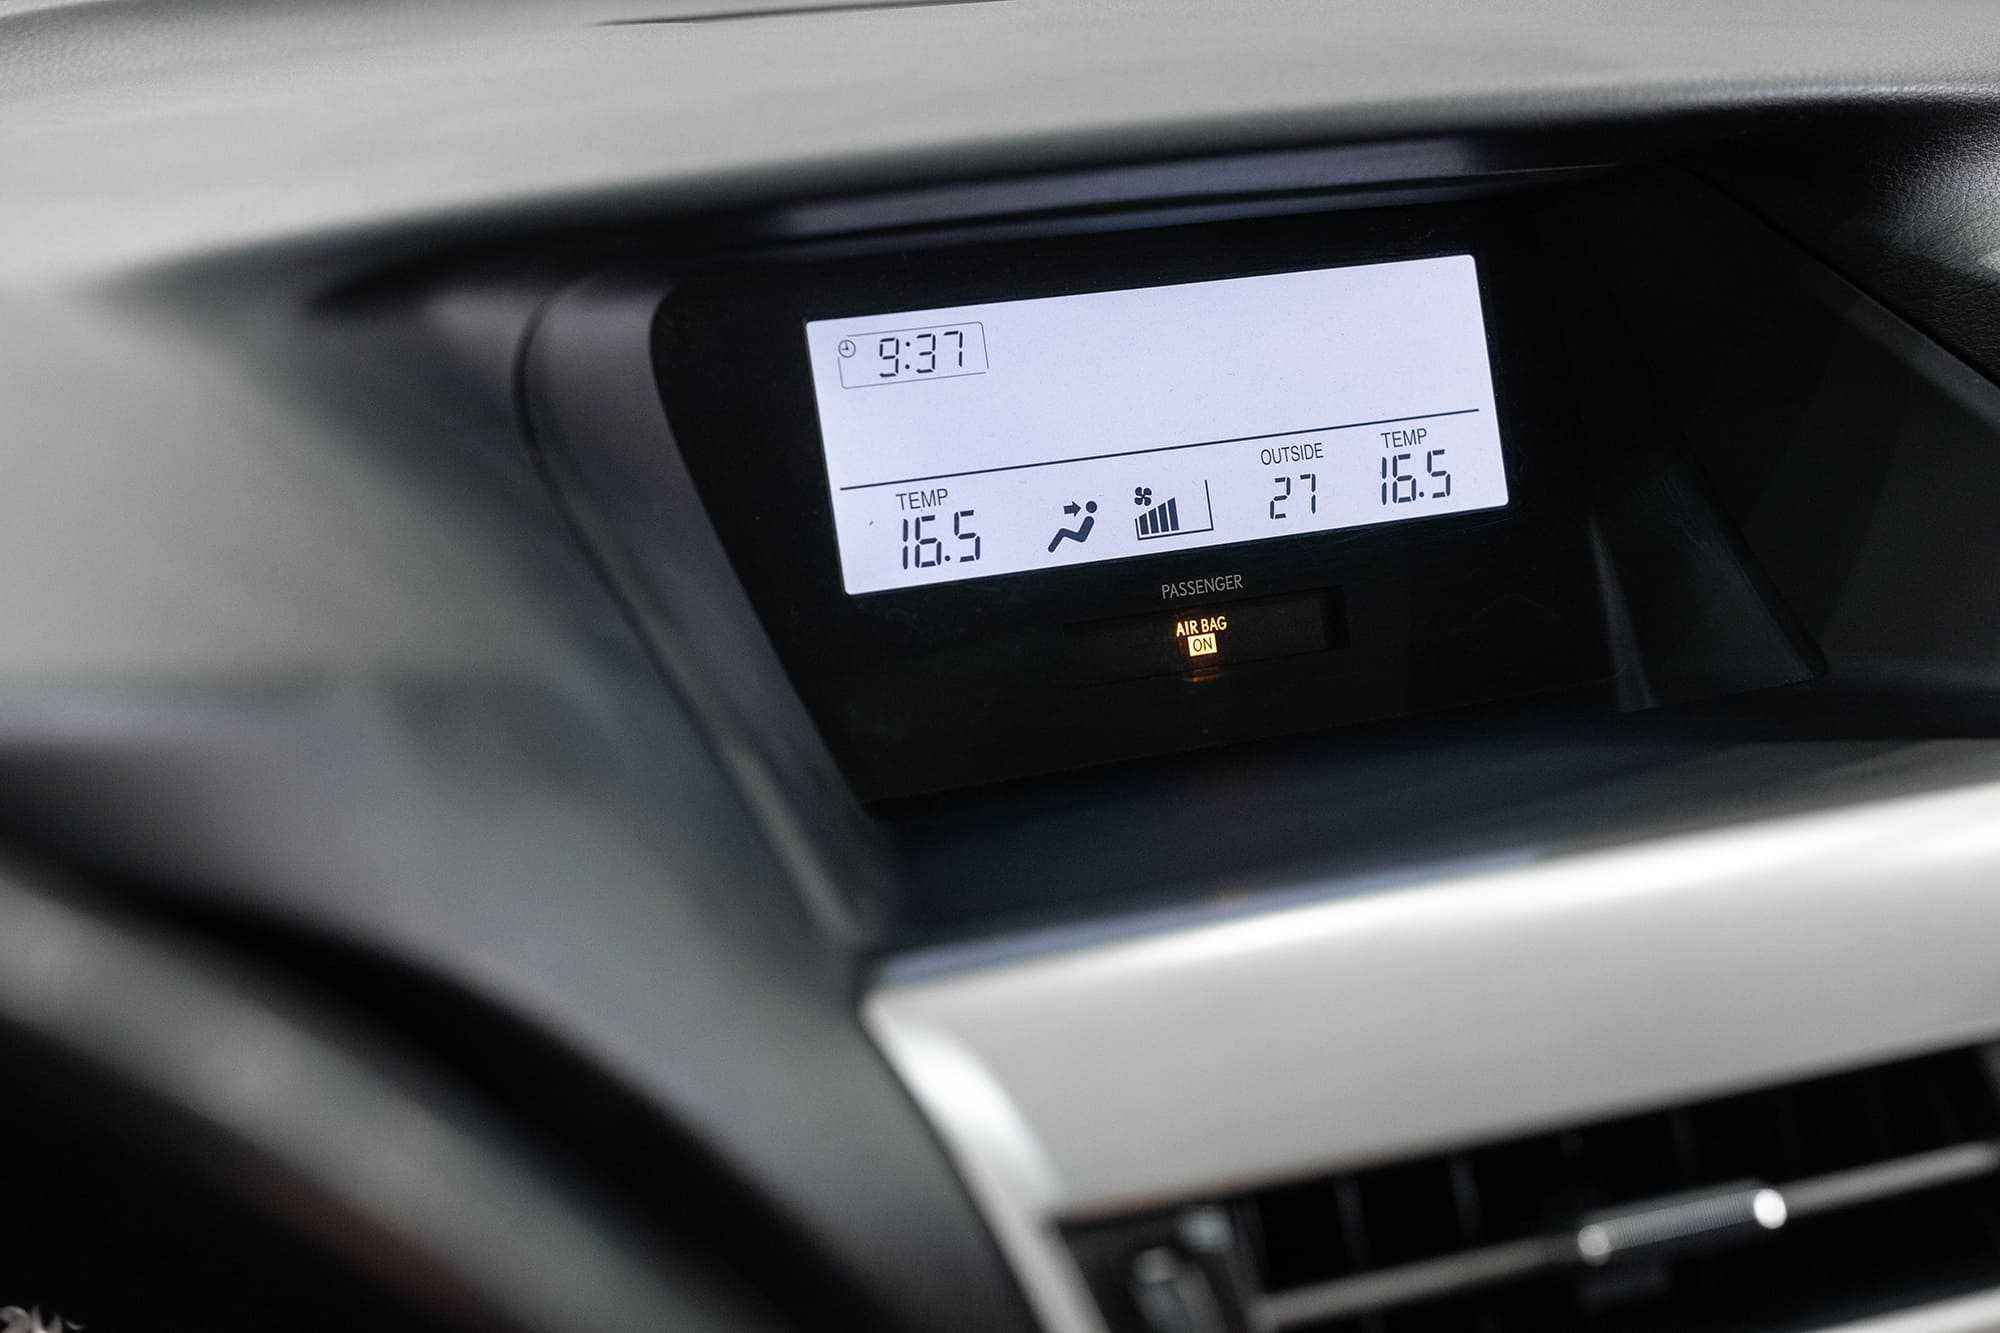 9:37
TEMP
16.5
OUTSIDE
27
TEMP
16.5
PASSENGER
AIR BAG
ON